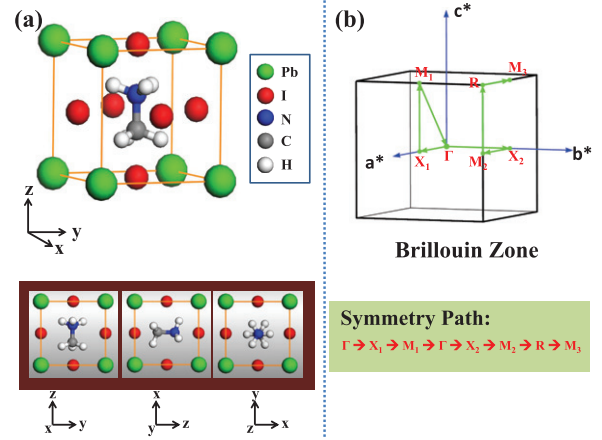 (a)
Pb
I
N
C
H
z
y
x
z
x y
x
y z
y
z x
(b)
c*
M₁
R
M₃
a*
X₁
Γ
M₂
X₂
b*
Brillouin Zone
Symmetry Path:
Γ → X₁ → M₁ → Γ → X₂ → M₂ → R → M₃